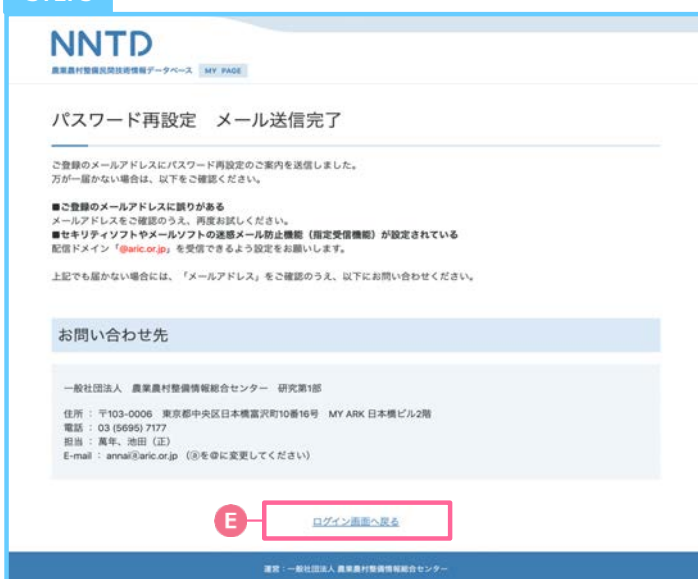 NNTD
農業農村整備民間技術情報データベース MY PAGE
パスワード再設定　メール送信完了
ご登録のメールアドレスにパスワード再設定のご案内を送信しました。
万が一届かない場合は、以下をご確認ください。
■ご登録のメールアドレスに誤りがある
メールアドレスをご確認のうえ、再度お試しください。
■セキリティソフトやメールソフトの迷惑メール防止機能（指定受信機能）が設定されている
配信ドメイン「@aric.or.jp」を受信できるよう設定をお願いします。
上記でも届かない場合には、「メールアドレス」をご確認のうえ、以下にお問い合わせください。
お問い合わせ先
一般社団法人　農業農村整備情報総合センター　研究第1部
住所 ： 〒103-0006　東京都中央区日本橋富沢町10番16号　MY ARK 日本橋ビル2階
電話 ： 03 (5695) 7177
担当 ： 萬年、池田（正）
E-mail ： annaiⓐaric.or.jp （ⓐを@に変更してください）
E ログイン画面へ戻る
運営：一般社団法人 農業農村整備情報総合センター